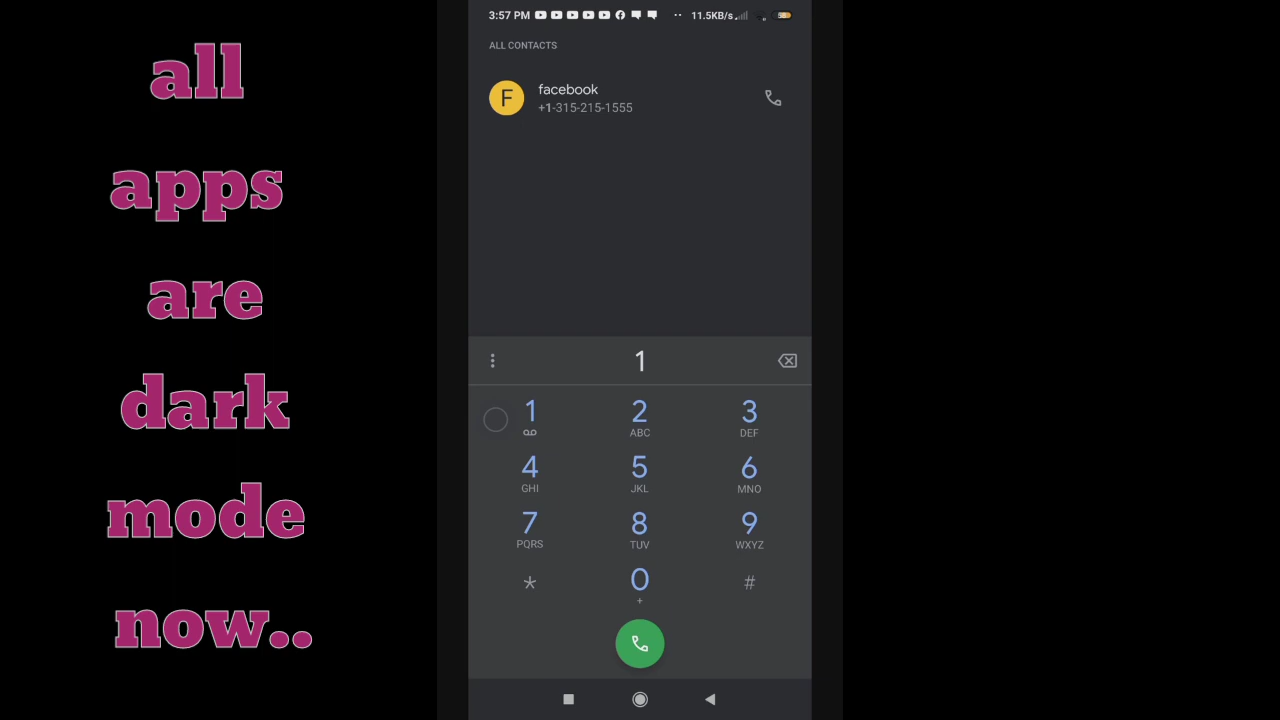 all
apps
are
dark
mode
now..
3:57 PM 11.5KB/s 56
ALL CONTACTS
F
facebook
+1-315-215-1555
1
1 2 3
ABC DEF
4 5 6
GHI JKL MNO
7 8 9
PQRS TUV WXYZ
* 0 #
+